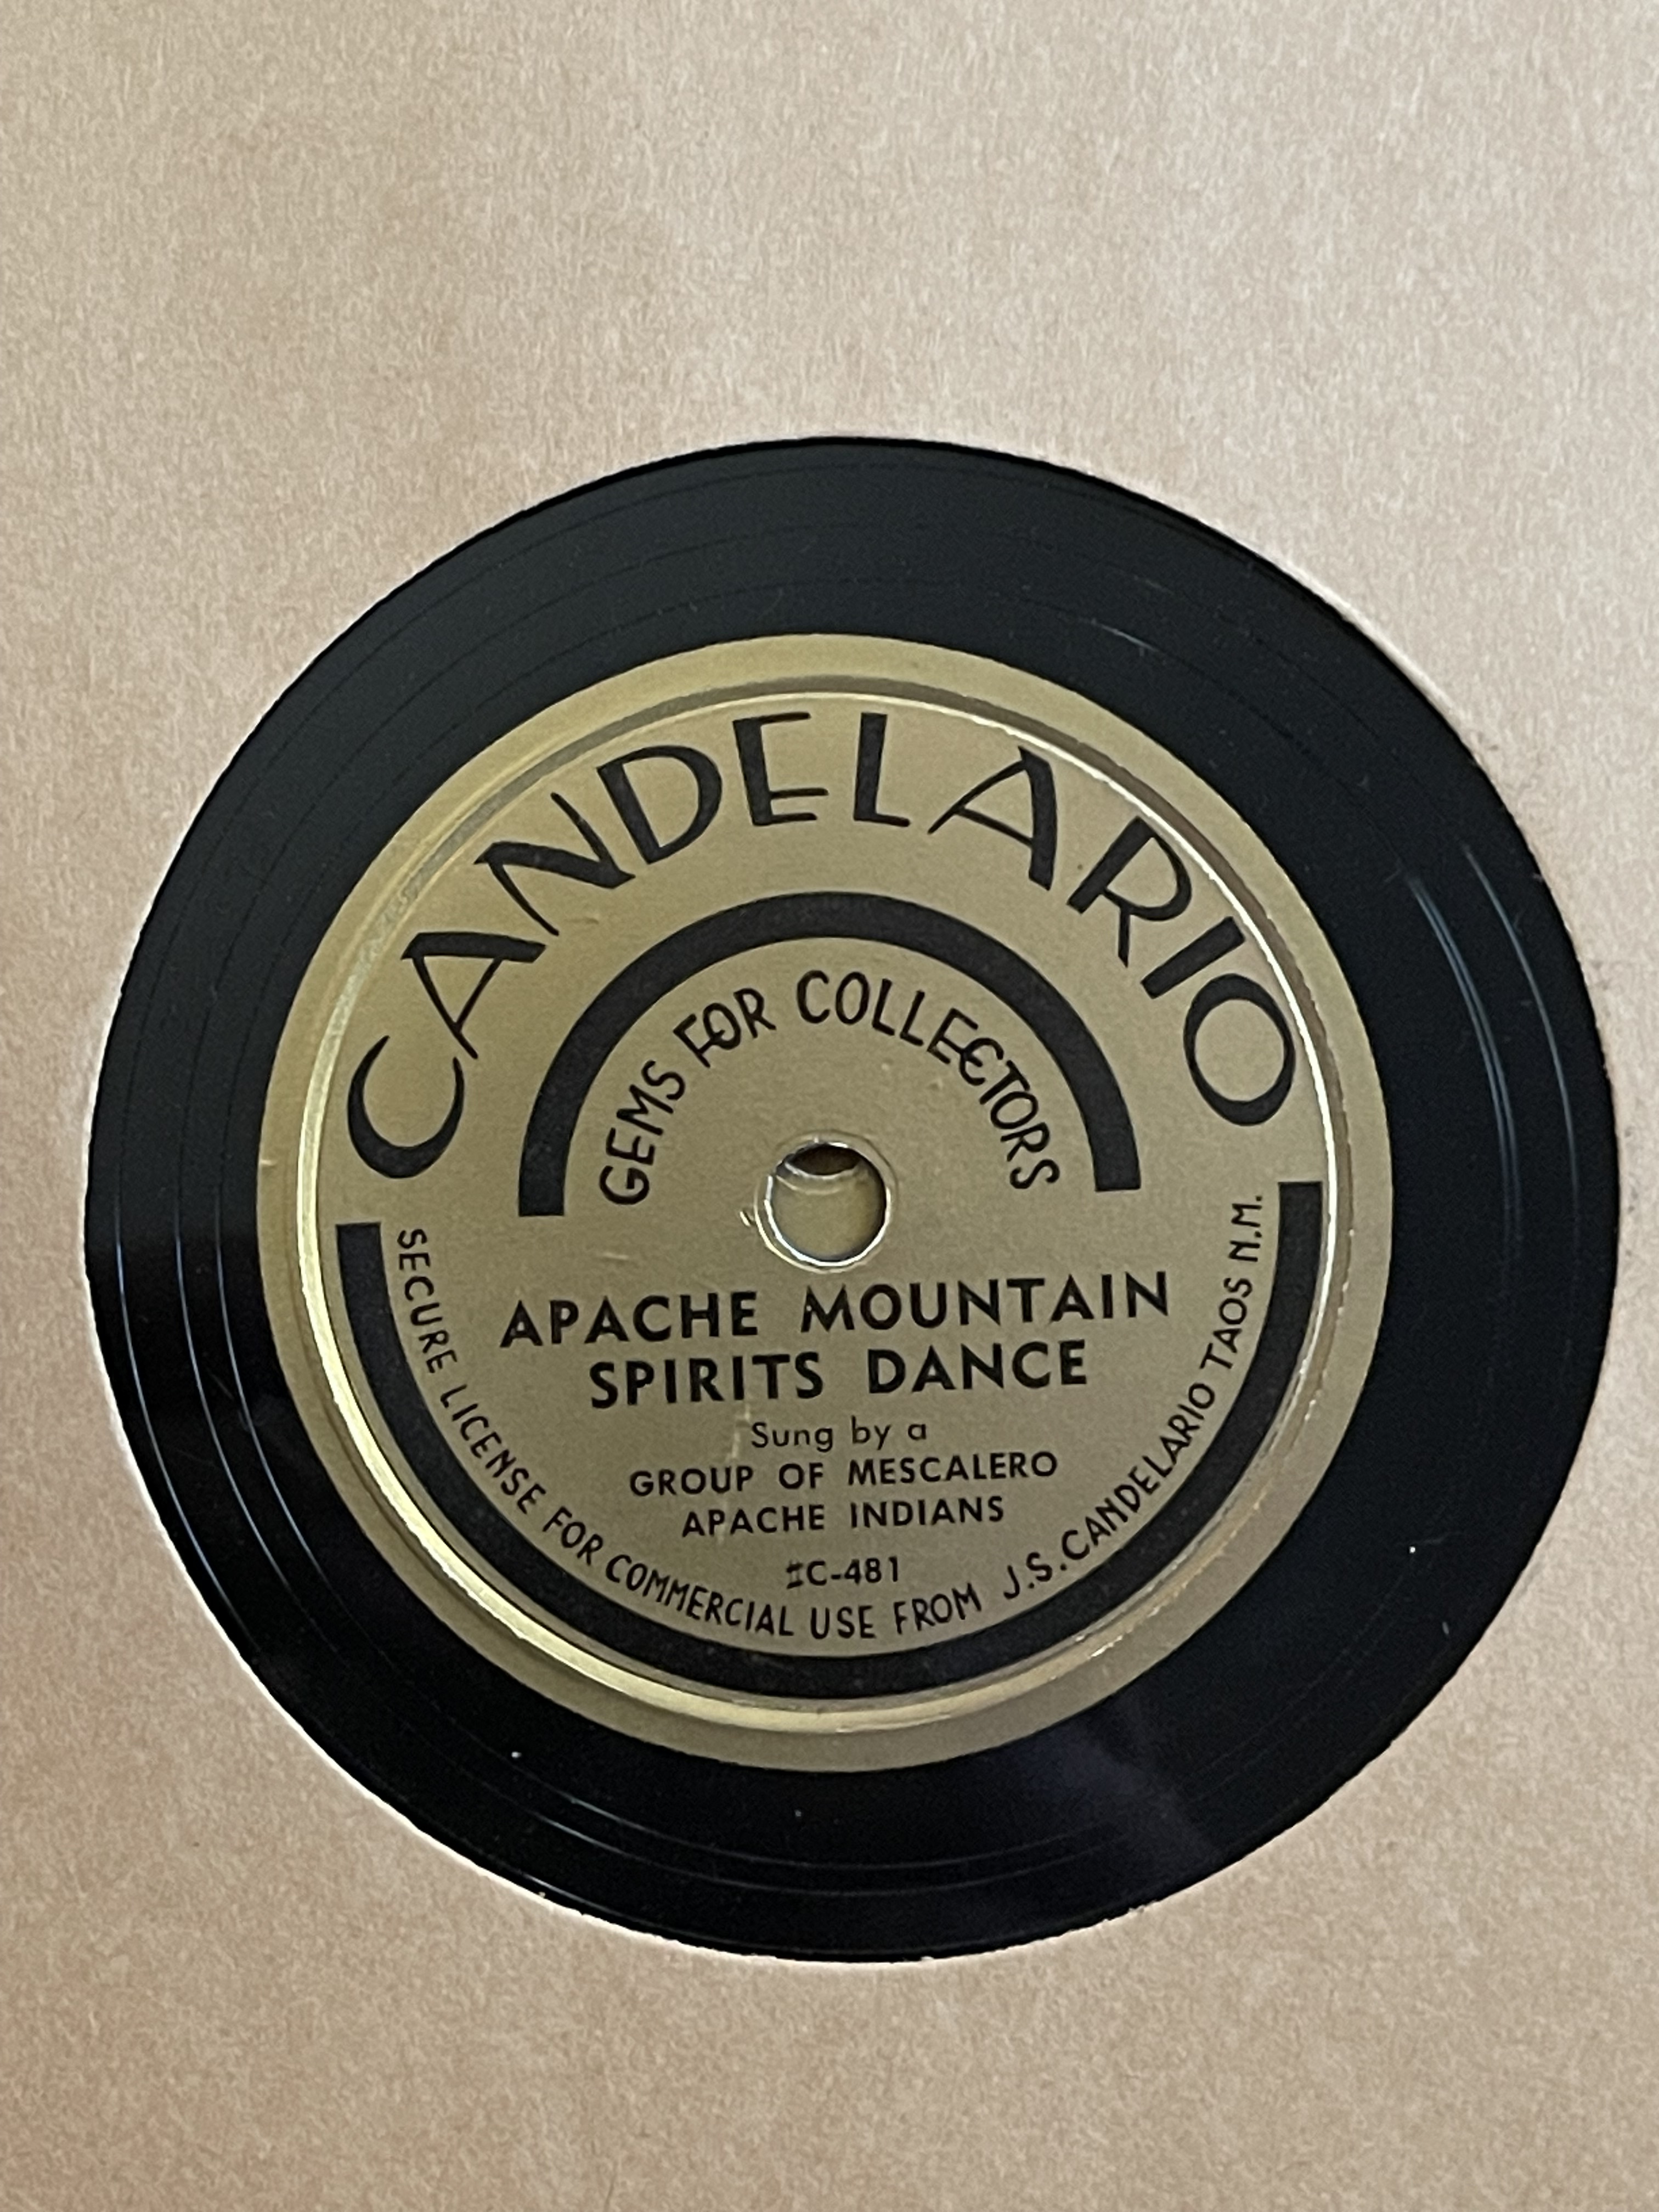 CANDELARIO
GEMS FOR COLLECTORS
APACHE MOUNTAIN
SPIRITS DANCE
Sung by a
GROUP OF MESCALERO
APACHE INDIANS
#C-481
SECURE LICENSE FOR COMMERCIAL USE FROM J.S. CANDELARIO TAOS N.M.